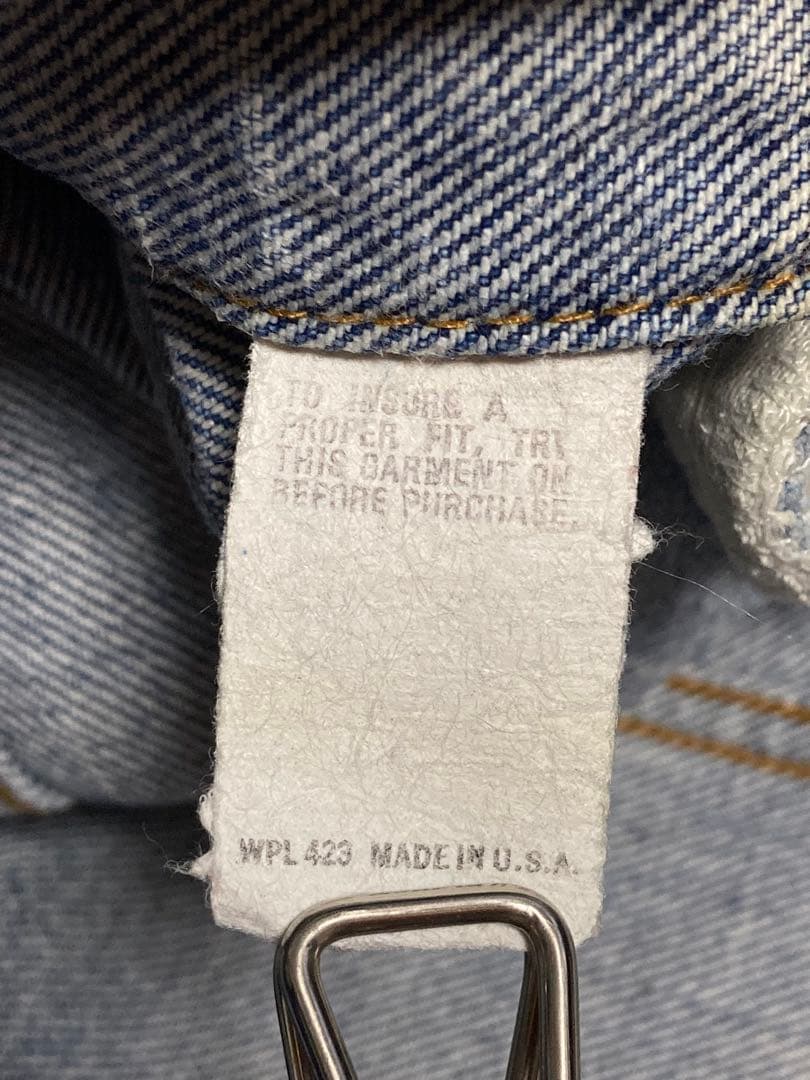 TO INSURE A
PROPER FIT, TRY
THIS GARMENT ON
BEFORE PURCHASE.
WPL 423 MADE IN U.S.A.